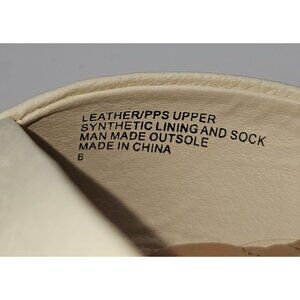 LEATHER/PPS UPPER
SYNTHETIC LINING AND SOCK
MAN MADE OUTSOLE
MADE IN CHINA
6